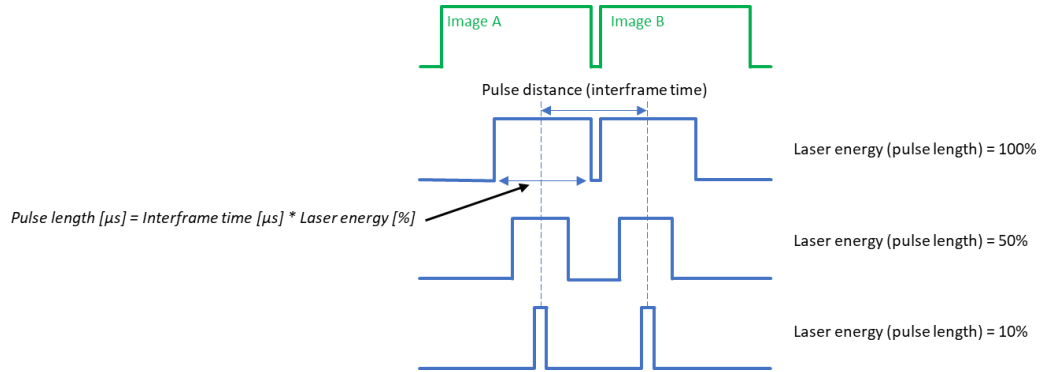 Image A
Image B
Pulse distance (interframe time)
Laser energy (pulse length) = 100%
Pulse length [µs] = Interframe time [µs] * Laser energy [%]
Laser energy (pulse length) = 50%
Laser energy (pulse length) = 10%